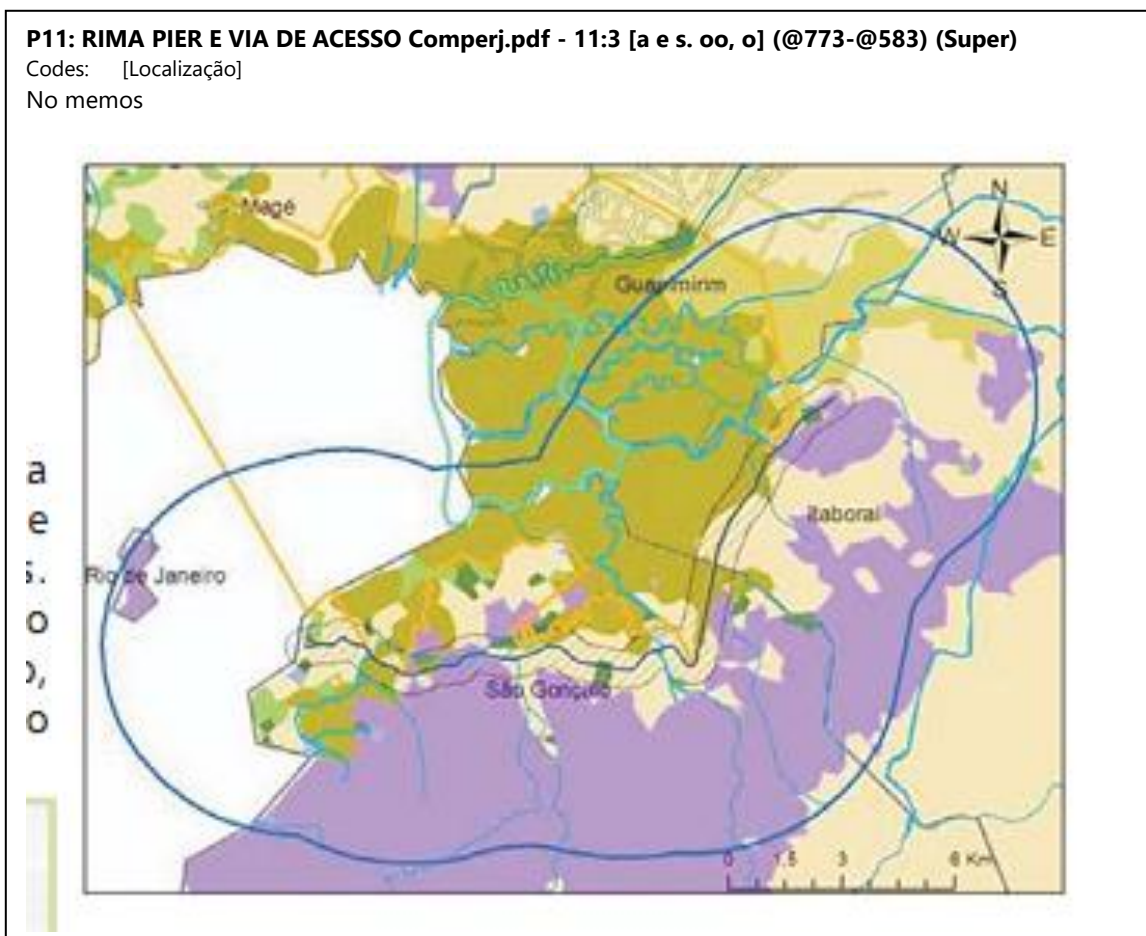 P11: RIMA PIER E VIA DE ACESSO Comperj.pdf - 11:3 [a e s. oo, o] (@773-@583) (Super)
Codes: [Localização]
No memos
Magé
N
W E
S
Guapimirim
a
e
s.
Itaboraí
Rio de Janeiro
o
o,
São Gonçalo
o
0 1,5 3 6 Km